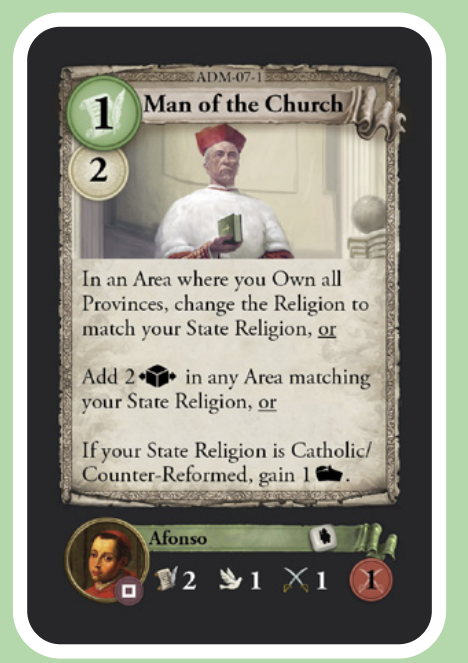 ADM-07-1
1
Man of the Church
2
In an Area where you Own all
Provinces, change the Religion to
match your State Religion, or
Add 2 in any Area matching
your State Religion, or
If your State Religion is Catholic/
Counter-Reformed, gain 1 .
Afonso
2 1 1 1